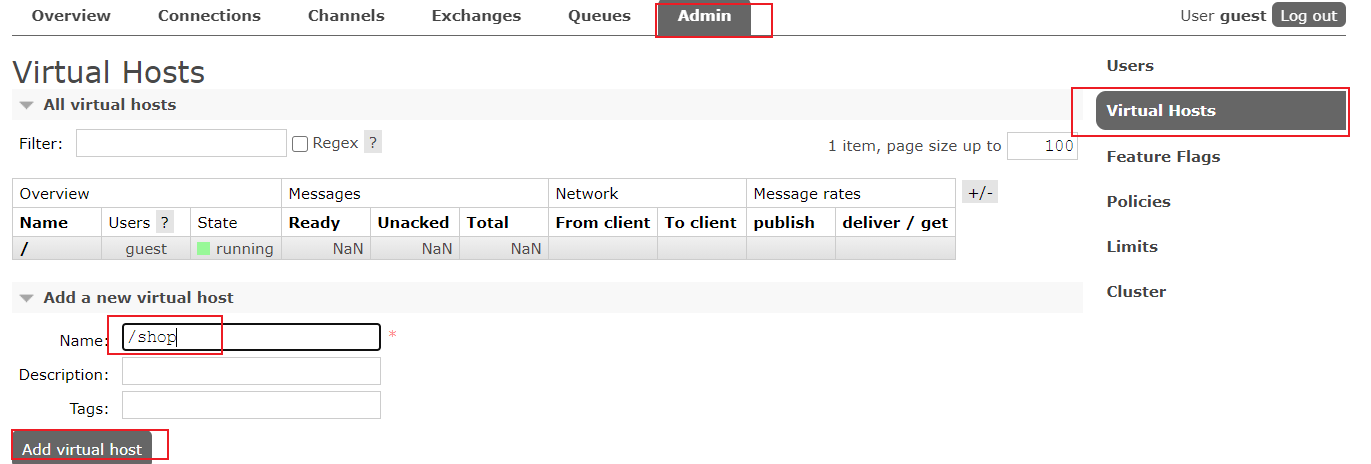 Overview Connections Channels Exchanges Queues Admin User guest Log out
Virtual Hosts
Users
All virtual hosts
Virtual Hosts
Filter: Regex ? 1 item, page size up to 100
Feature Flags
Overview Messages Network Message rates +/-
Policies
Name Users ? State Ready Unacked Total From client To client publish deliver / get
/ guest running NaN NaN NaN
Limits
Add a new virtual host
Cluster
Name: /shop *
Description:
Tags:
Add virtual host